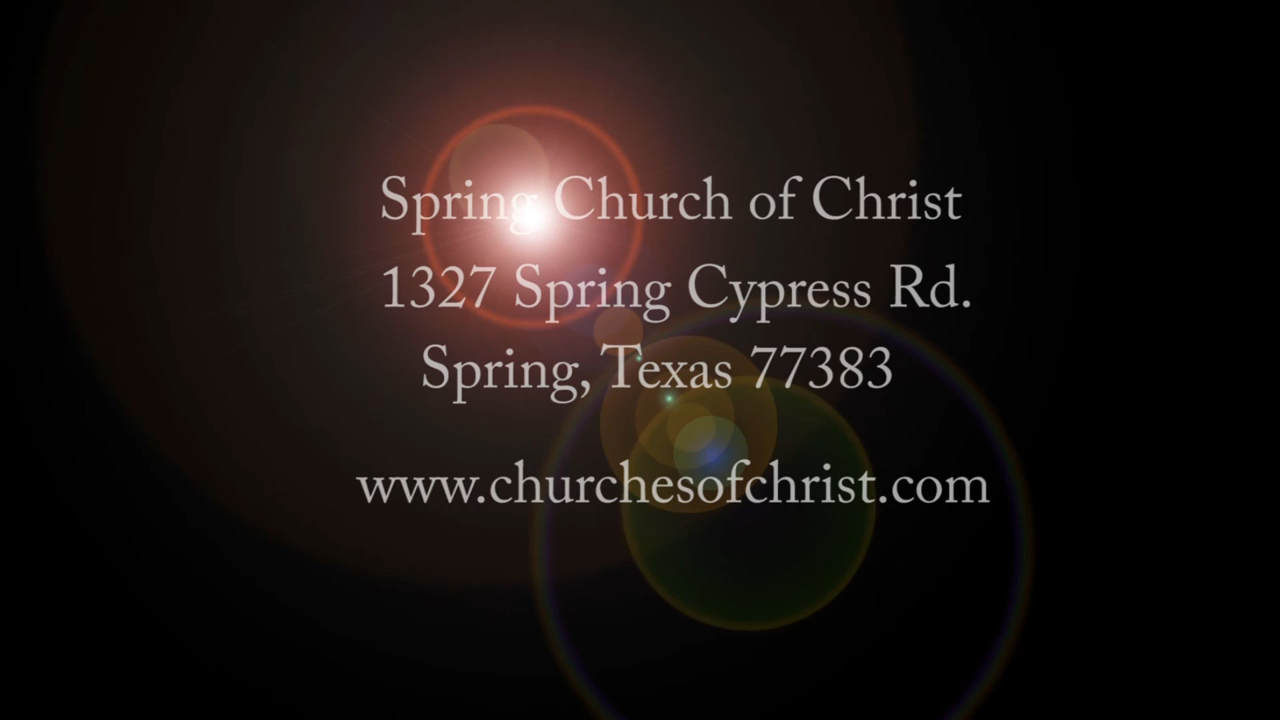 Spring Church of Christ
1327 Spring Cypress Rd.
Spring, Texas 77383
www.churchesofchrist.com